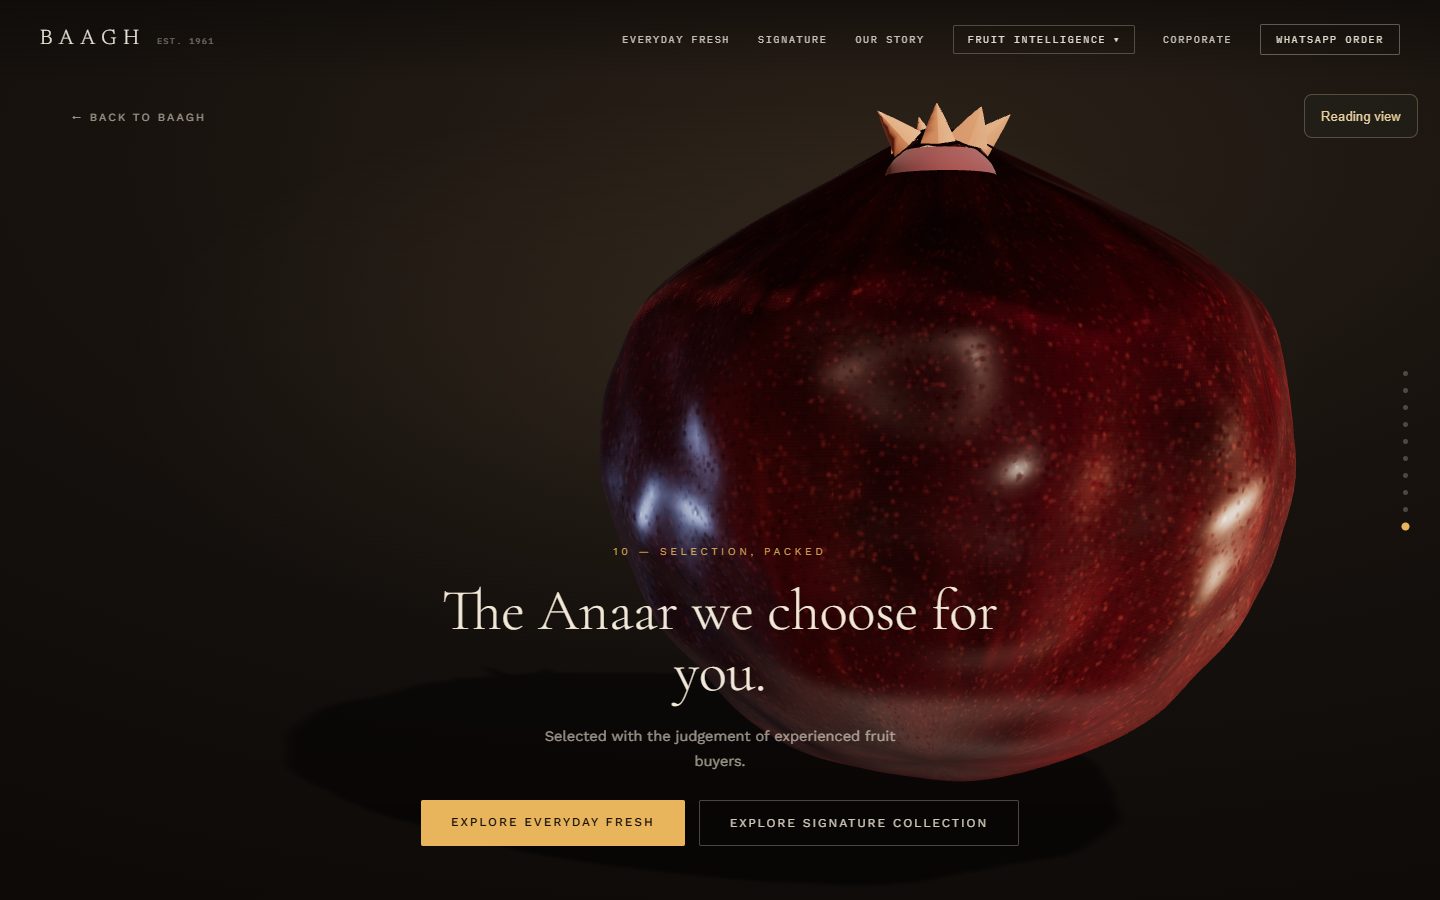 BAAGH EST. 1961
EVERYDAY FRESH SIGNATURE OUR STORY FRUIT INTELLIGENCE ▾ CORPORATE WHATSAPP ORDER
← BACK TO BAAGH
Reading view
10 — SELECTION, PACKED
The Anaar we choose for
you.
Selected with the judgement of experienced fruit
buyers.
EXPLORE EVERYDAY FRESH EXPLORE SIGNATURE COLLECTION